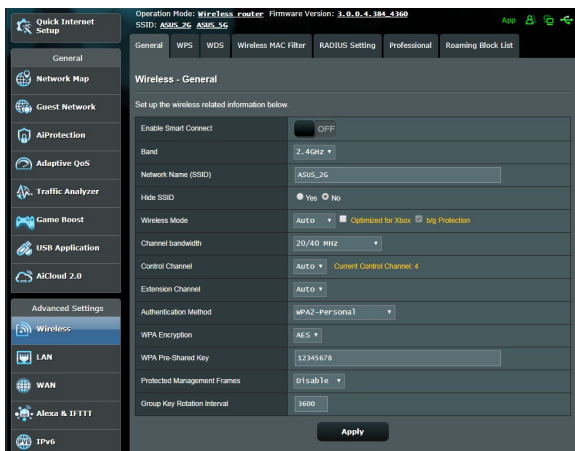 Quick Internet
Setup
General
Network Map
Guest Network
AiProtection
Adaptive QoS
Traffic Analyzer
Game Boost
USB Application
AiCloud 2.0
Advanced Settings
Wireless
LAN
WAN
Alexa & IFTTT
IPv6
Operation Mode: Wireless router Firmware Version: 3.0.0.4.384_4360
SSID: ASUS_2G ASUS_5G
App
General WPS WDS Wireless MAC Filter RADIUS Setting Professional Roaming Block List
Wireless - General
Set up the wireless related information below.
Enable Smart Connect OFF
Band 2.4GHz
Network Name (SSID) ASUS_2G
Hide SSID Yes No
Wireless Mode Auto Optimized for Xbox b/g Protection
Channel bandwidth 20/40 MHz
Control Channel Auto Current Control Channel: 4
Extension Channel Auto
Authentication Method WPA2-Personal
WPA Encryption AES
WPA Pre-Shared Key 12345678
Protected Management Frames Disable
Group Key Rotation Interval 3600
Apply